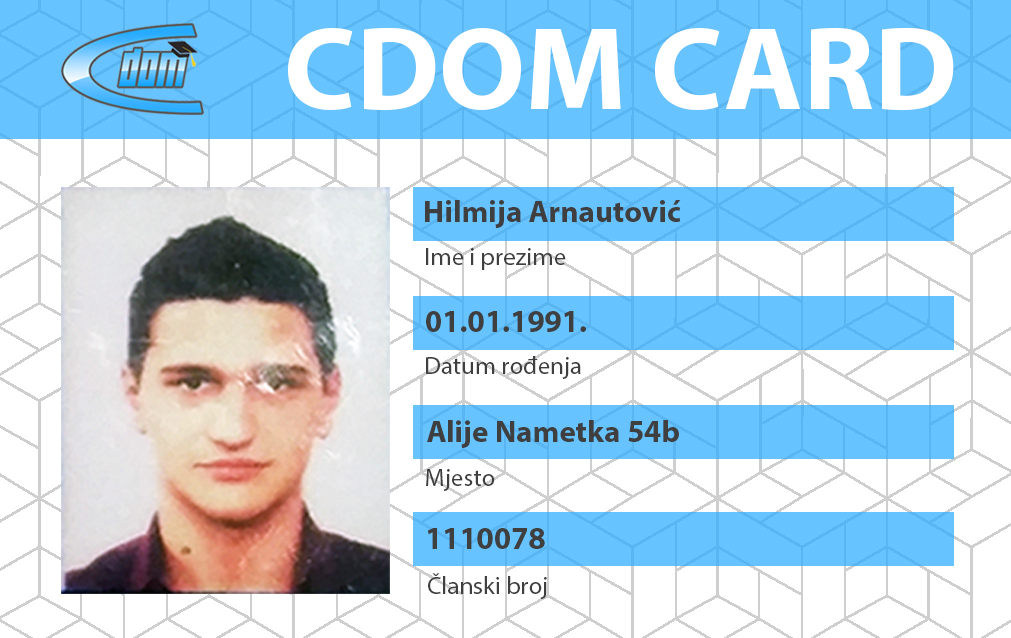 dom
CDOM CARD
Hilmija Arnautović
Ime i prezime
01.01.1991.
Datum rođenja
Alije Nametka 54b
Mjesto
1110078
Članski broj